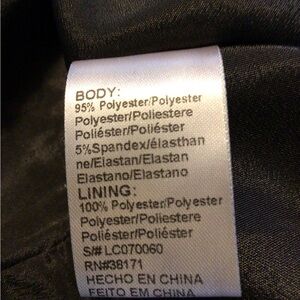 BODY:
95% Polyester/Polyester
Polyester/Poliestere
Poliéster/Poliéster
5%Spandex/élasthan
ne/Elastan/Elastan
Elastano/Elastano
LINING:
100% Polyester/Polyester
Polyester/Poliestere
Poliéster/Poliéster
S/# LC070060
RN#38171
HECHO EN CHINA
FEITO EM CHINA